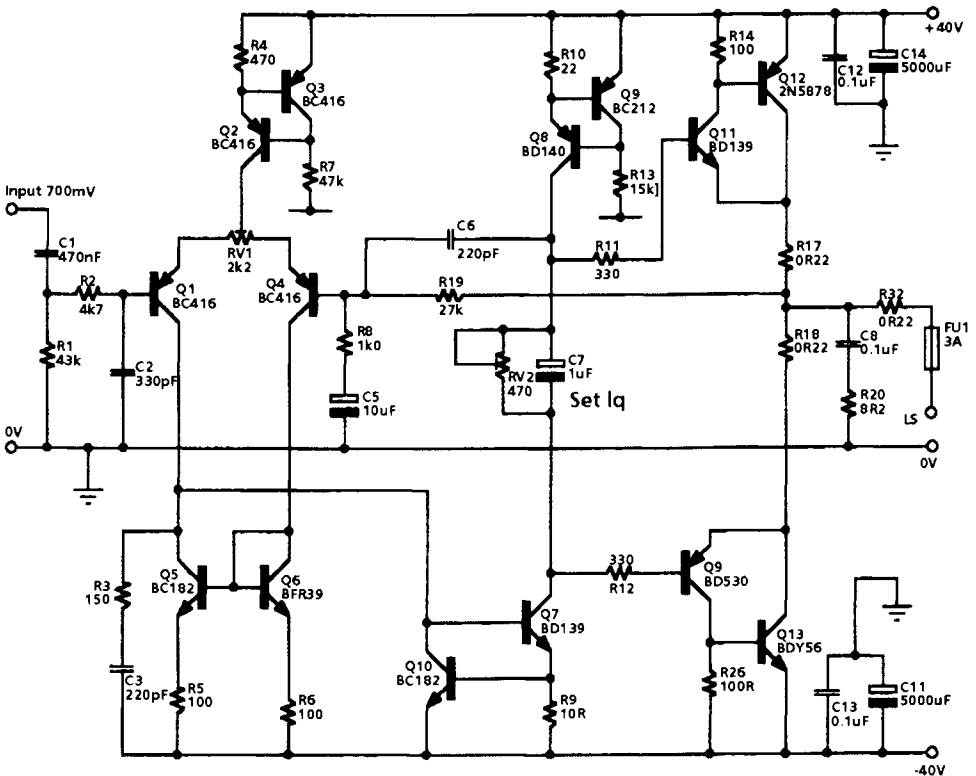 +40V
R4
470
Q3
BC416
Q2
BC416
R7
47k
R10
22
Q9
BC212
Q8
BD140
R13
15k]
R14
100
Q12
2N5878
Q11
BD139
C12
0.1uF
C14
5000uF
Input 700mV
C1
470nF
R2
4k7
R1
43k
C2
330pF
Q1
BC416
RV1
2k2
Q4
BC416
C6
220pF
R19
27k
R11
330
R8
1k0
C5
10uF
RV2
470
C7
1uF
Set Iq
R17
0R22
R18
0R22
R32
0R22
C8
0.1uF
R20
8R2
FU1
3A
LS
0V
0V
R3
150
C3
220pF
Q5
BC182
Q6
BFR39
R5
100
R6
100
Q10
BC182
Q7
BD139
R9
10R
330
R12
Q9
BD530
Q13
BDY56
R26
100R
C13
0.1uF
C11
5000uF
-40V